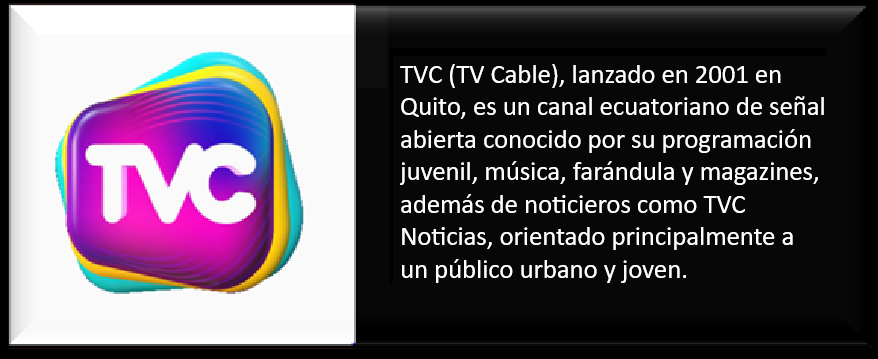 TVC
TVC (TV Cable), lanzado en 2001 en
Quito, es un canal ecuatoriano de señal
abierta conocido por su programación
juvenil, música, farándula y magazines,
además de noticieros como TVC
Noticias, orientado principalmente a
un público urbano y joven.